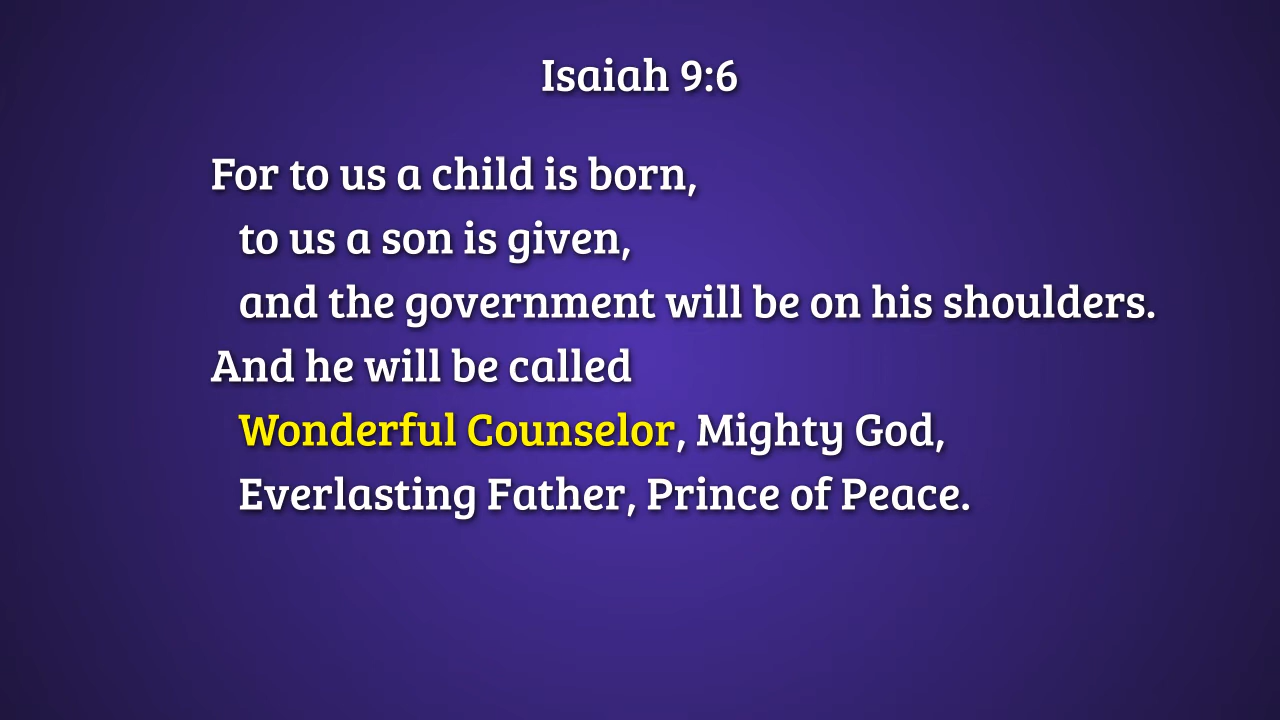 Isaiah 9:6
For to us a child is born,
to us a son is given,
and the government will be on his shoulders.
And he will be called
Wonderful Counselor, Mighty God,
Everlasting Father, Prince of Peace.